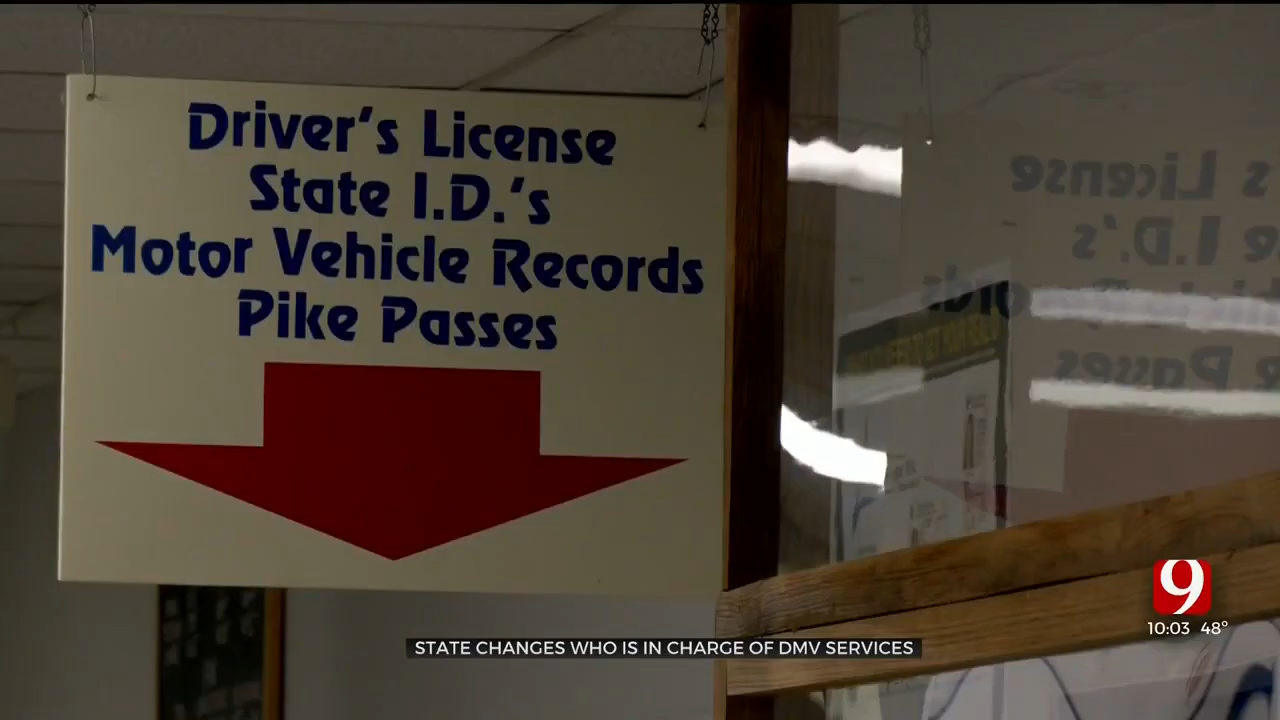 Driver's License
State I.D.'s
Motor Vehicle Records
Pike Passes
9
10:03 48°
STATE CHANGES WHO IS IN CHARGE OF DMV SERVICES